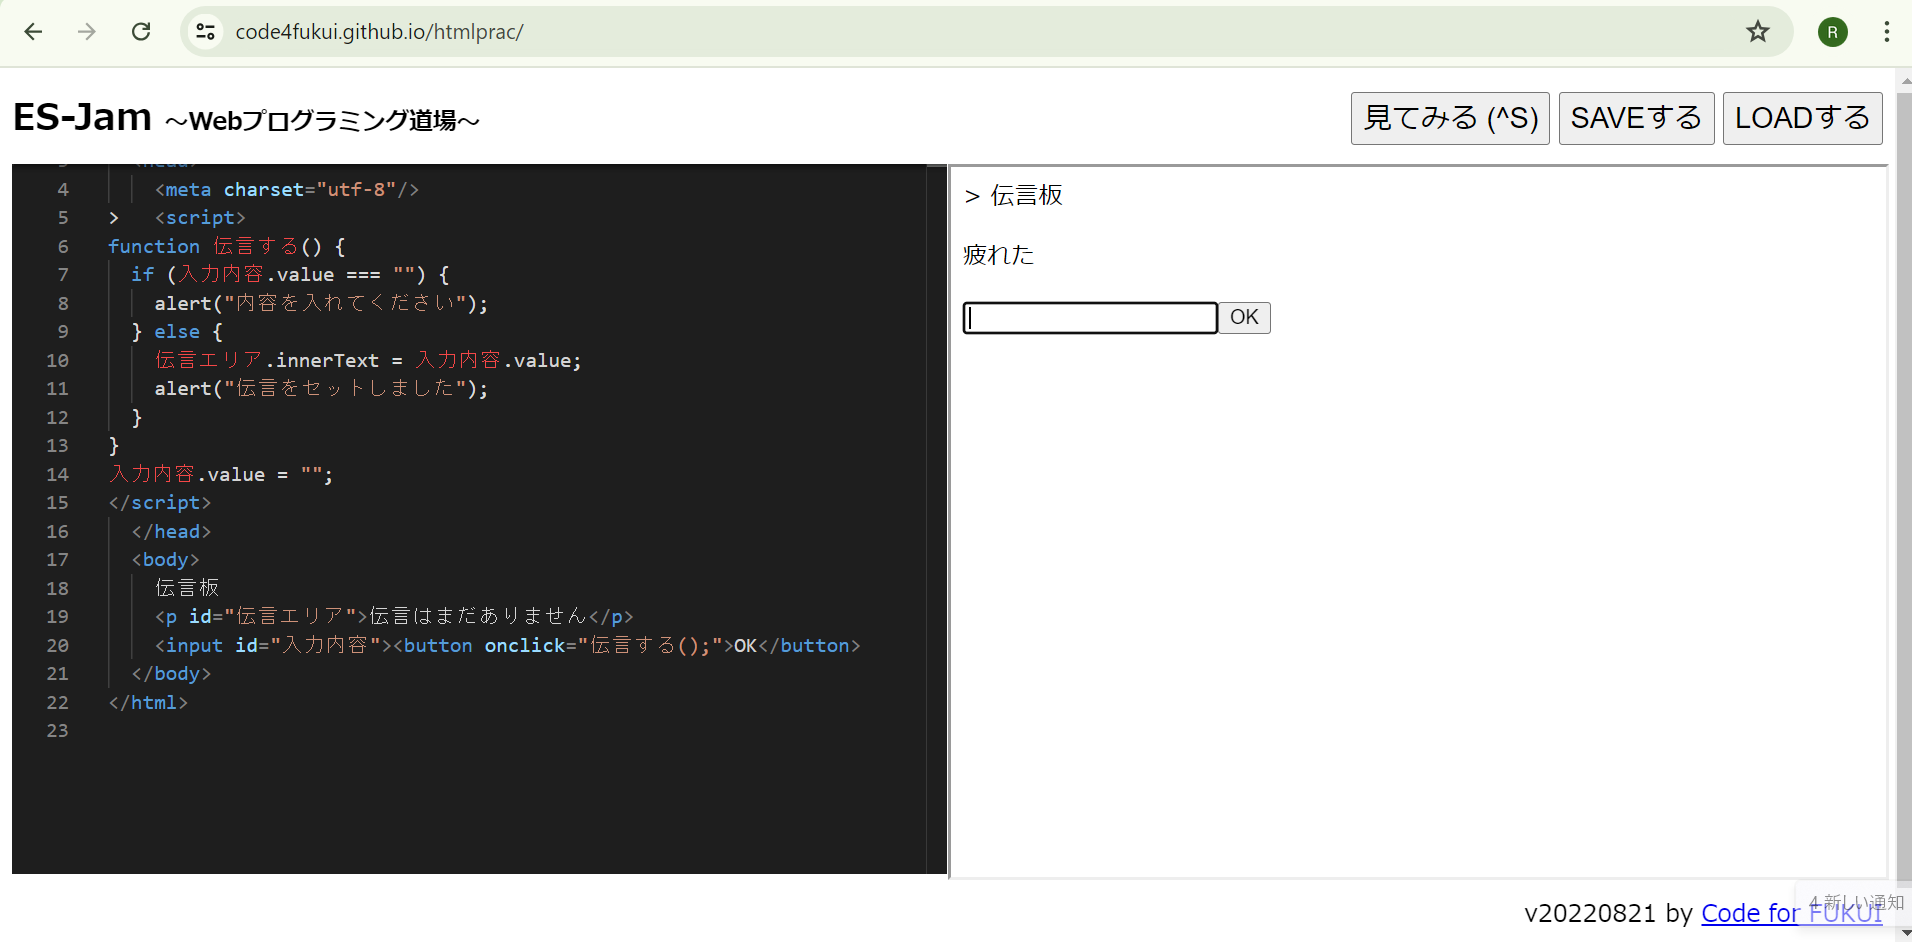 code4fukui.github.io/htmlprac/
R
ES-Jam ～Webプログラミング道場～
見てみる (^S) SAVEする LOADする
4 <meta charset="utf-8"/>
5 > <script>
6 function 伝言する() {
7 if (入力内容.value === "") {
8 alert("内容を入れてください");
9 } else {
10 伝言エリア.innerText = 入力内容.value;
11 alert("伝言をセットしました");
12 }
13 }
14 入力内容.value = "";
15 </script>
16 </head>
17 <body>
18 伝言板
19 <p id="伝言エリア">伝言はまだありません</p>
20 <input id="入力内容"><button onclick="伝言する();">OK</button>
21 </body>
22 </html>
23
> 伝言板
疲れた
OK
v20220821 by Code for FUKUI
4 新しい通知